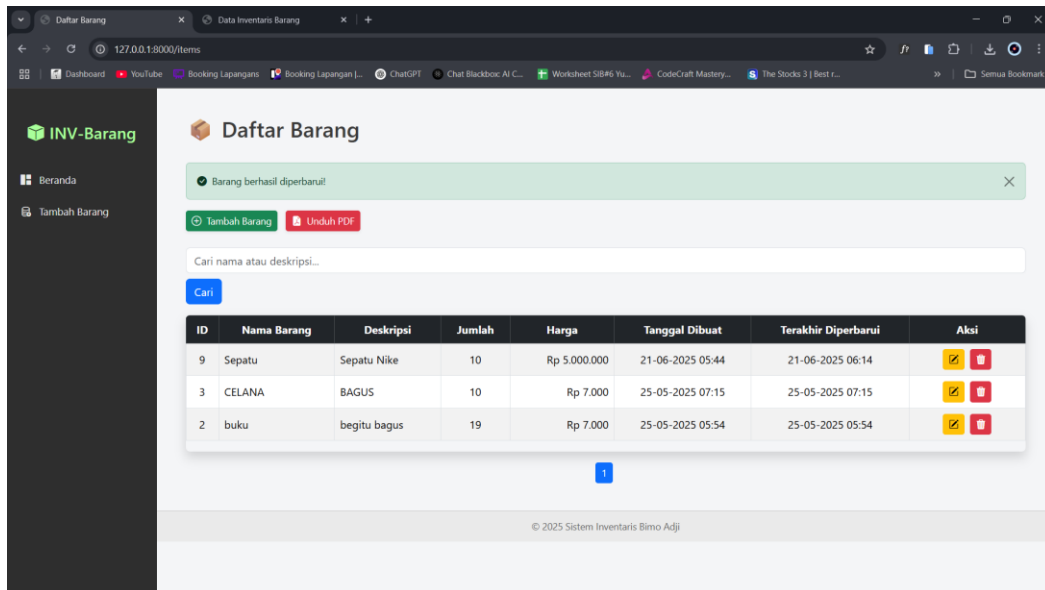 Daftar Barang
Data Inventaris Barang
127.0.0.1:8000/items
Dashboard YouTube Booking Lapangans Booking Lapangan |... ChatGPT Chat Blackbox: AI C... Worksheet SIB#6 Yu... CodeCraft Mastery... The Stocks 3 | Best r... » Semua Bookmark
INV-Barang
Beranda
Tambah Barang
Daftar Barang
Barang berhasil diperbarui!
Tambah Barang Unduh PDF
Cari nama atau deskripsi...
Cari
ID Nama Barang Deskripsi Jumlah Harga Tanggal Dibuat Terakhir Diperbarui Aksi
9 Sepatu Sepatu Nike 10 Rp 5.000.000 21-06-2025 05:44 21-06-2025 06:14
3 CELANA BAGUS 10 Rp 7.000 25-05-2025 07:15 25-05-2025 07:15
2 buku begitu bagus 19 Rp 7.000 25-05-2025 05:54 25-05-2025 05:54
1
© 2025 Sistem Inventaris Bimo Adji